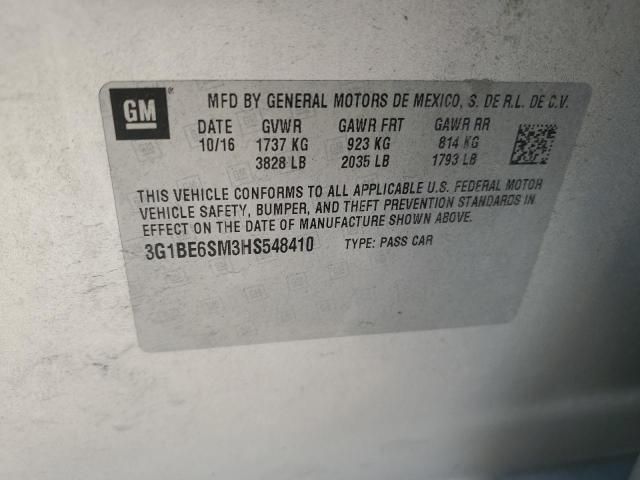 GM
MFD BY GENERAL MOTORS DE MEXICO, S. DE R.L. DE C.V.
DATE GVWR GAWR FRT GAWR RR
10/16 1737 KG 923 KG 814 KG
3828 LB 2035 LB 1793 LB
THIS VEHICLE CONFORMS TO ALL APPLICABLE U.S. FEDERAL MOTOR
VEHICLE SAFETY, BUMPER, AND THEFT PREVENTION STANDARDS IN
EFFECT ON THE DATE OF MANUFACTURE SHOWN ABOVE.
3G1BE6SM3HS548410 TYPE: PASS CAR